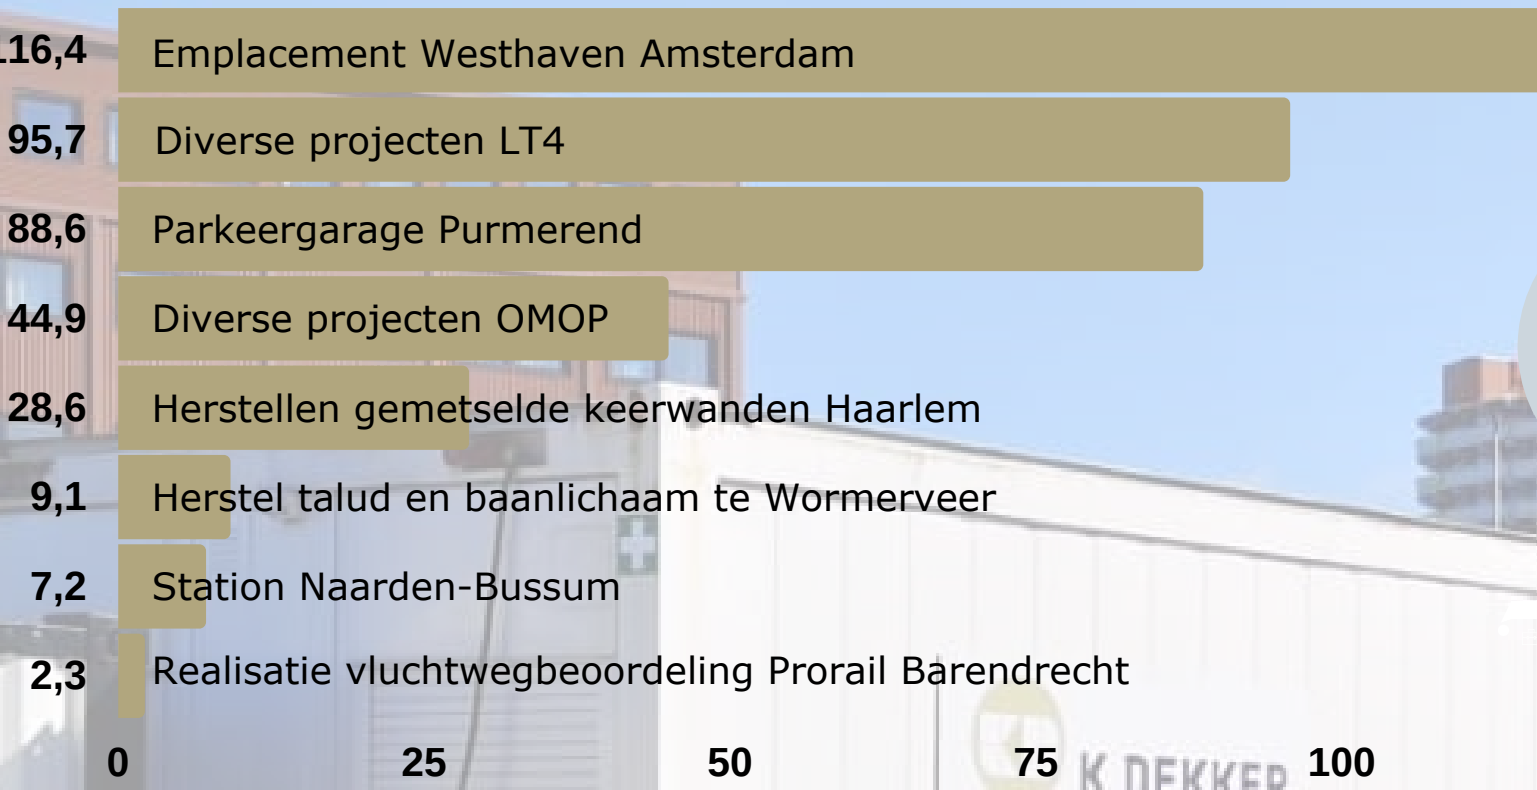 116,4 Emplacement Westhaven Amsterdam
95,7 Diverse projecten LT4
88,6 Parkeergarage Purmerend
44,9 Diverse projecten OMOP
28,6 Herstellen gemetselde keerwanden Haarlem
9,1 Herstel talud en baanlichaam te Wormerveer
7,2 Station Naarden-Bussum
2,3 Realisatie vluchtwegbeoordeling Prorail Barendrecht
0 25 50 75 100
K DEKKER